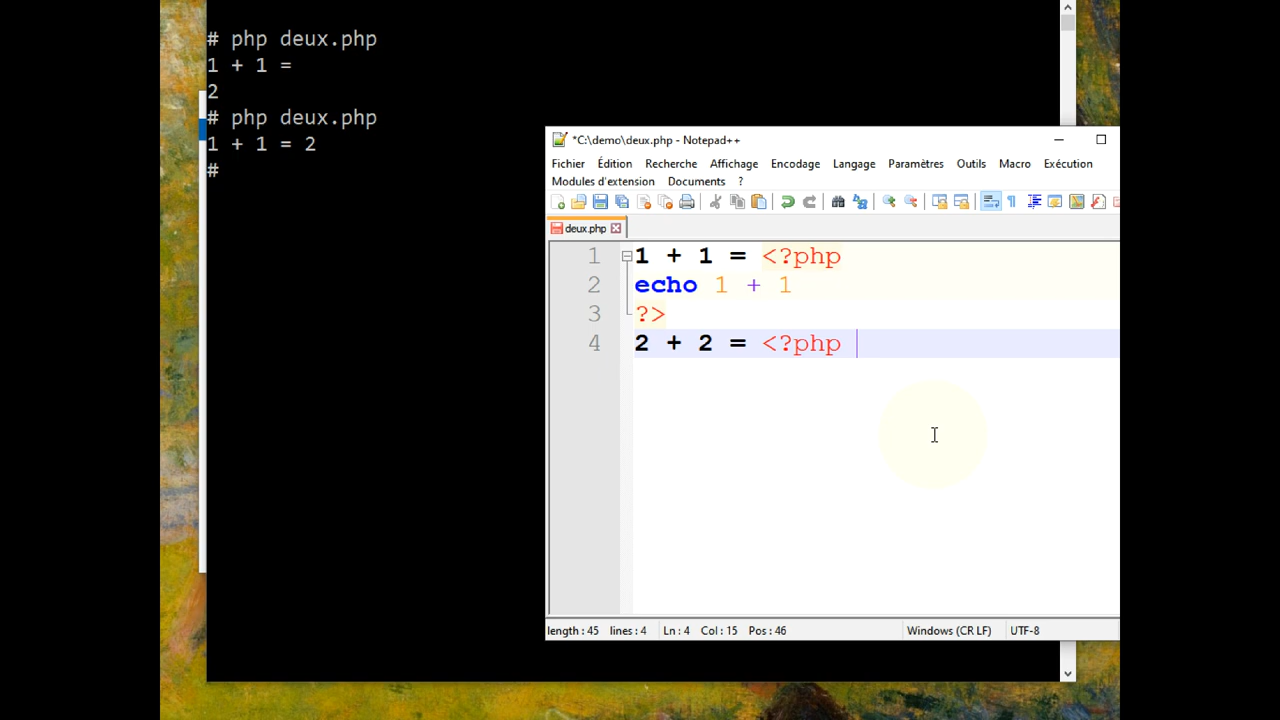 # php deux.php
1 + 1 =
2
# php deux.php
1 + 1 = 2
#
*C:\demo\deux.php - Notepad++
Fichier Édition Recherche Affichage Encodage Langage Paramètres Outils Macro Exécution
Modules d'extension Documents ?
deux.php
1 1 + 1 = <?php
2 echo 1 + 1
3 ?>
4 2 + 2 = <?php
length : 45 lines : 4 Ln : 4 Col : 15 Pos : 46 Windows (CR LF) UTF-8